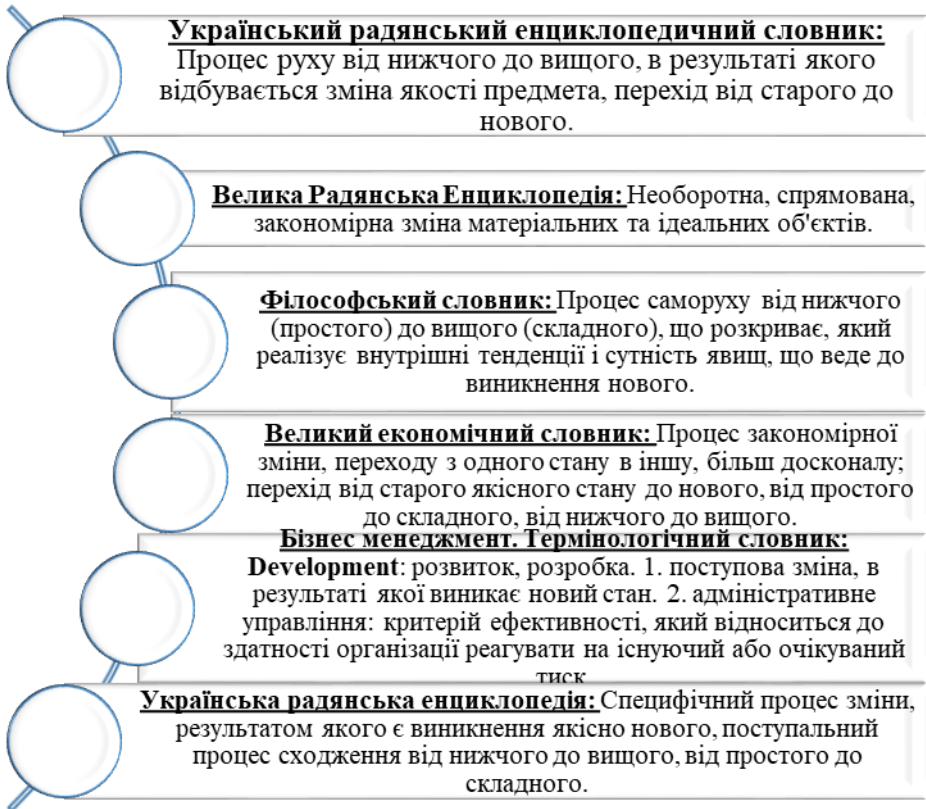 Український радянський енциклопедичний словник:
Процес руху від нижчого до вищого, в результаті якого
відбувається зміна якості предмета, перехід від старого до
нового.
Велика Радянська Енциклопедія: Необоротна, спрямована,
закономірна зміна матеріальних та ідеальних об'єктів.
Філософський словник: Процес саморуху від нижчого
(простого) до вищого (складного), що розкриває, який
реалізує внутрішні тенденції і сутність явищ, що веде до
виникнення нового.
Великий економічний словник: Процес закономірної
зміни, переходу з одного стану в іншу, більш досконалу;
перехід від старого якісного стану до нового, від простого
до складного, від нижчого до вищого.
Бізнес менеджмент. Термінологічний словник:
Development: розвиток, розробка. 1. поступова зміна, в
результаті якої виникає новий стан. 2. адміністративне
управління: критерій ефективності, який відноситься до
здатності організації реагувати на існуючий або очікуваний
тиск
Українська радянська енциклопедія: Специфічний процес зміни,
результатом якого є виникнення якісно нового, поступальний
процес сходження від нижчого до вищого, від простого до
складного.